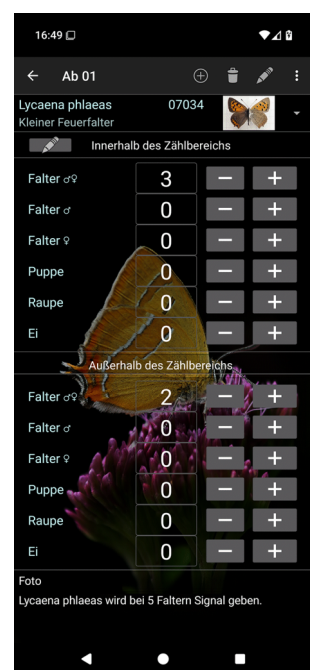 16:49
Ab 01
Lycaena phlaeas 07034
Kleiner Feuerfalter
Innerhalb des Zählbereichs
Falter ♂♀ 3 − +
Falter ♂ 0 − +
Falter ♀ 0 − +
Puppe 0 − +
Raupe 0 − +
Ei 0 − +
Außerhalb des Zählbereichs
Falter ♂♀ 2 − +
Falter ♂ 0 − +
Falter ♀ 0 − +
Puppe 0 − +
Raupe 0 − +
Ei 0 − +
Foto
Lycaena phlaeas wird bei 5 Faltern Signal geben.